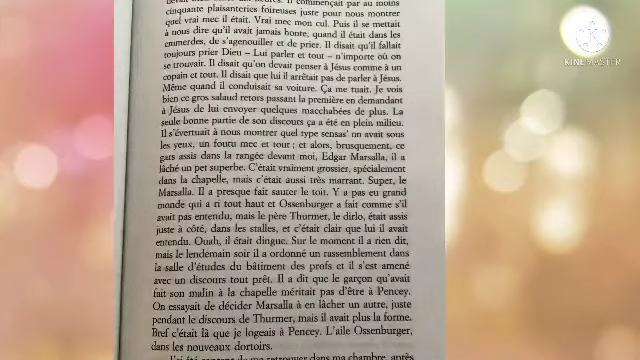 cinquante plaisanteries foireuses juste pour nous montrer
quel vrai mec il était. Vrai mec mon cul. Puis il se mettait
à nous dire qu'il avait jamais honte, quand il était dans les
emmerdes, de s'agenouiller et de prier. Il disait qu'il fallait
toujours prier Dieu – Lui parler et tout – n'importe où on
se trouvait. Il disait qu'on devait penser à Jésus comme à un
copain et tout. Il disait que lui il arrêtait pas de parler à Jésus.
Même quand il conduisait sa voiture. Ça me tuait. Je vois
bien ce gros salaud retors passant la première en demandant
à Jésus de lui envoyer quelques macchabées de plus. La
seule bonne partie de son discours ça a été en plein milieu.
Il s'évertuait à nous montrer quel type sensas' on avait sous
les yeux, un foutu mec et tout ; et alors, brusquement, ce
gars assis dans la rangée devant moi, Edgar Marsalla, il a
lâché un pet superbe. C'était vraiment grossier, spécialement
dans la chapelle, mais c'était aussi très marrant. Super, le
Marsalla. Il a presque fait sauter le toit. Y a pas eu grand
monde qui a ri tout haut et Ossenburger a fait comme s'il
avait pas entendu, mais le père Thurmer, le dirlo, était assis
juste à côté, dans les stalles, et c'était clair que lui il avait
entendu. Ouah, il était dingue. Sur le moment il a rien dit,
mais le lendemain soir il a ordonné un rassemblement dans
la salle d'études du bâtiment des profs et il s'est amené
avec un discours tout prêt. Il a dit que le garçon qu'avait
fait son malin à la chapelle méritait pas d'être à Pencey.
On essayait de décider Marsalla à en lâcher un autre, juste
pendant le discours de Thurmer, mais il avait plus la forme.
Bref c'était là que je logeais à Pencey. L'aile Ossenburger,
dans les nouveaux dortoirs.
KINEMASTER